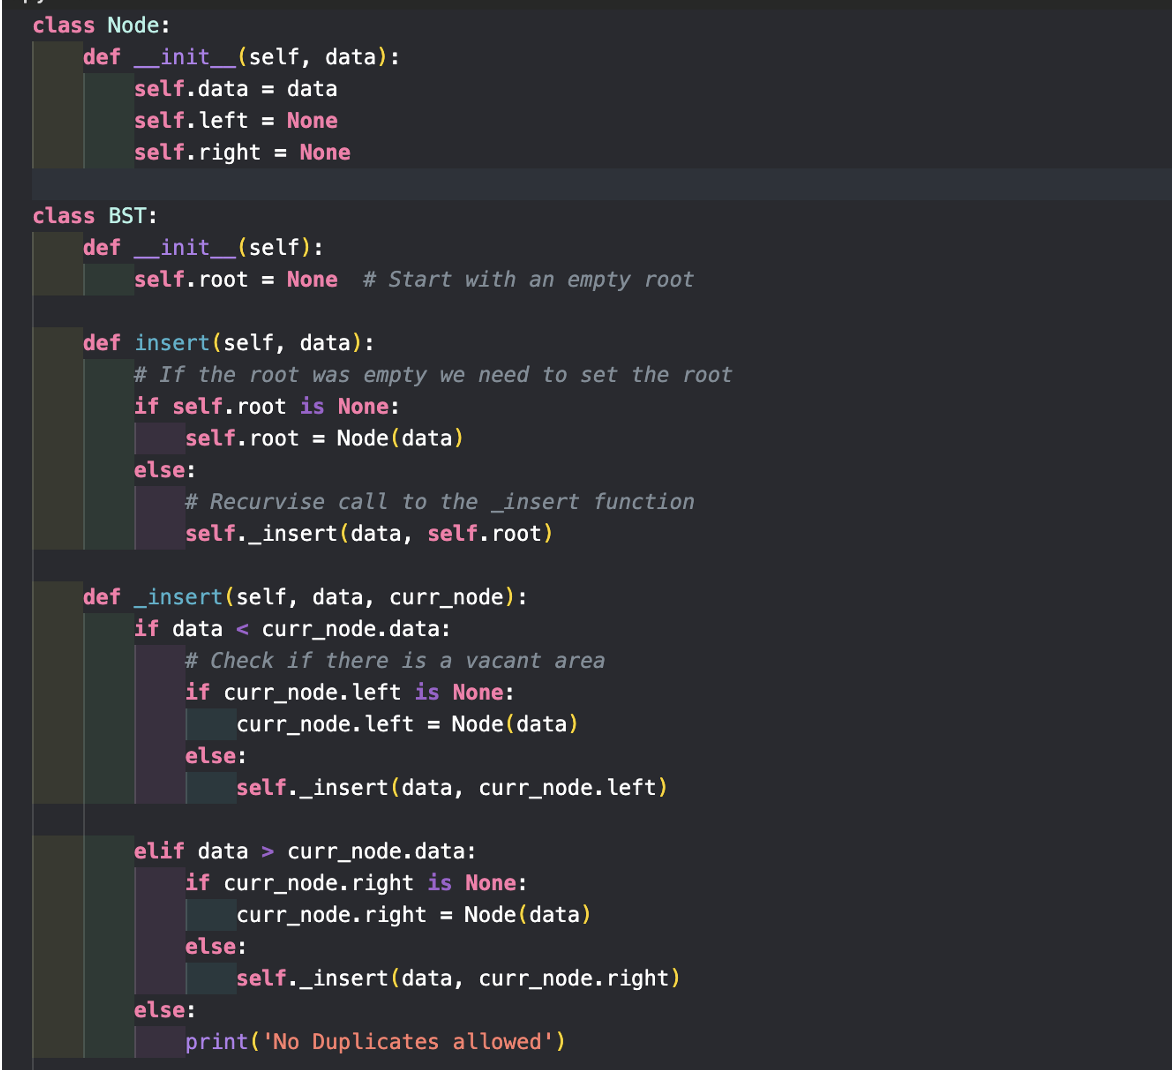 class Node:
    def __init__(self, data):
        self.data = data
        self.left = None
        self.right = None
class BST:
    def __init__(self):
        self.root = None  # Start with an empty root
    def insert(self, data):
        # If the root was empty we need to set the root
        if self.root is None:
            self.root = Node(data)
        else:
            # Recurvise call to the _insert function
            self._insert(data, self.root)
    def _insert(self, data, curr_node):
        if data < curr_node.data:
            # Check if there is a vacant area
            if curr_node.left is None:
                curr_node.left = Node(data)
            else:
                self._insert(data, curr_node.left)
        elif data > curr_node.data:
            if curr_node.right is None:
                curr_node.right = Node(data)
            else:
                self._insert(data, curr_node.right)
        else:
            print('No Duplicates allowed')